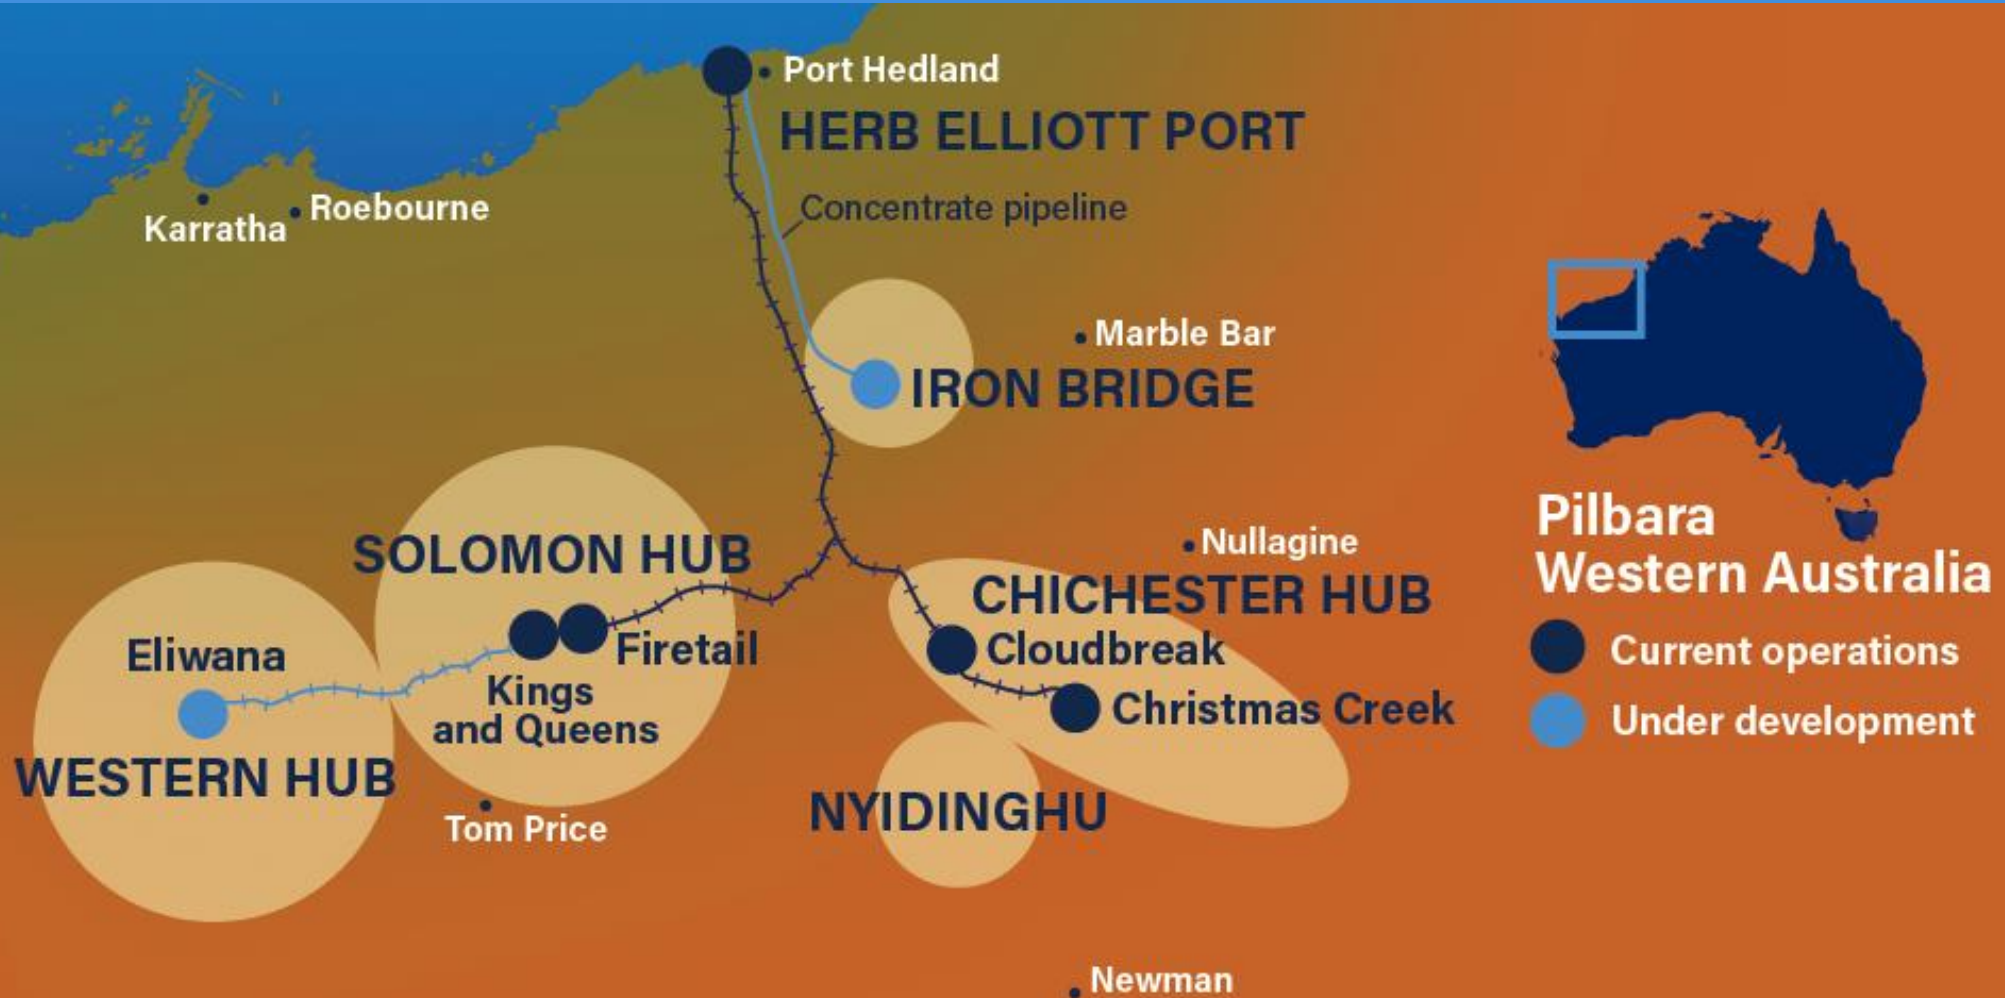 Port Hedland
HERB ELLIOTT PORT
Concentrate pipeline
Roebourne
Karratha
Marble Bar
IRON BRIDGE
SOLOMON HUB
Nullagine
CHICHESTER HUB
Cloudbreak
Christmas Creek
Firetail
Eliwana
Kings
and Queens
WESTERN HUB
NYIDINGHU
Tom Price
Newman
Pilbara
Western Australia
Current operations
Under development